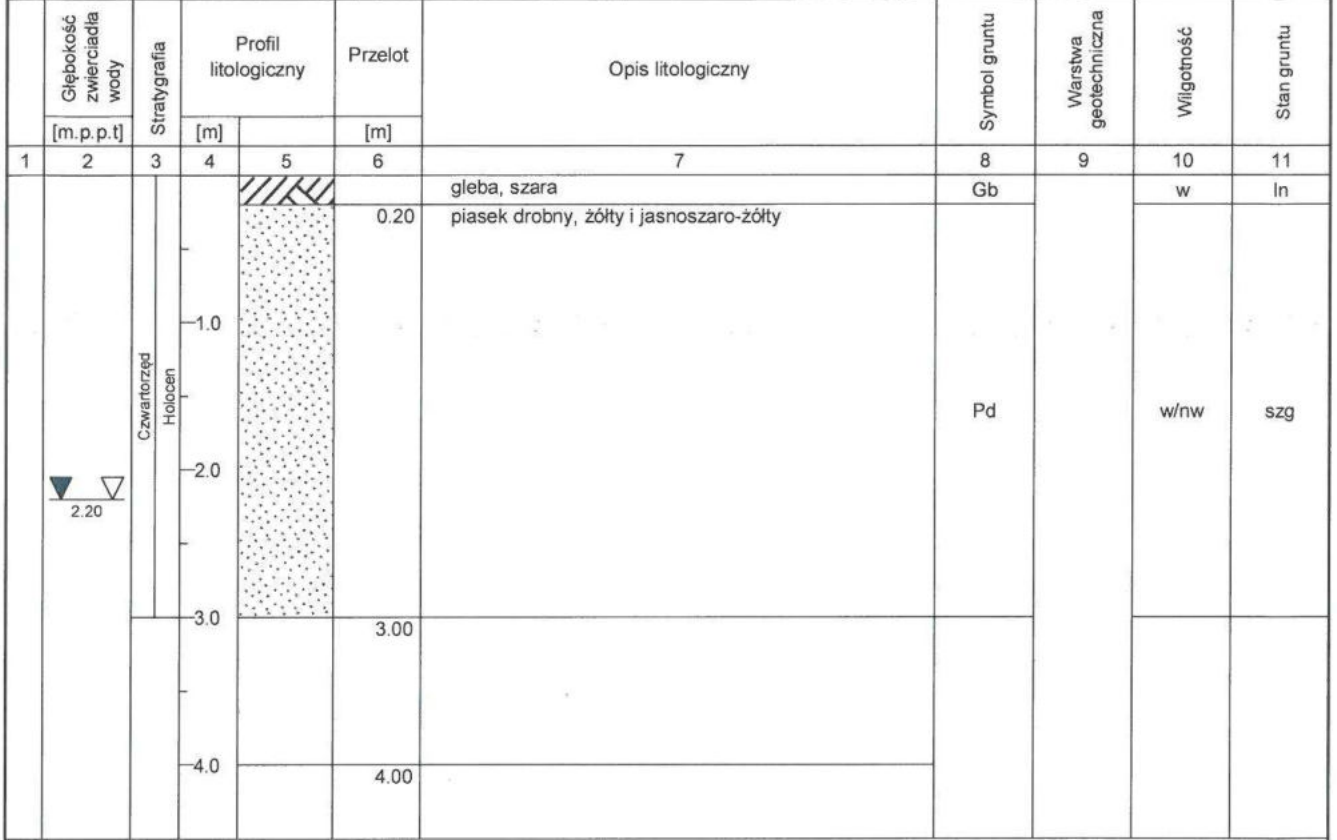 Głębokość
zwierciadła
wody
[m.p.p.t]
Stratygrafia
Profil
litologiczny
[m]
Przelot
[m]
Opis litologiczny
Symbol gruntu
Warstwa
geotechniczna
Wilgotność
Stan gruntu
1 2 3 4 5 6 7 8 9 10 11
gleba, szara Gb w ln
0.20 piasek drobny, żółty i jasnoszaro-żółty
1.0
Czwartorzęd
Holocen
Pd w/nw szg
2.0
2.20
3.0
3.00
4.0
4.00